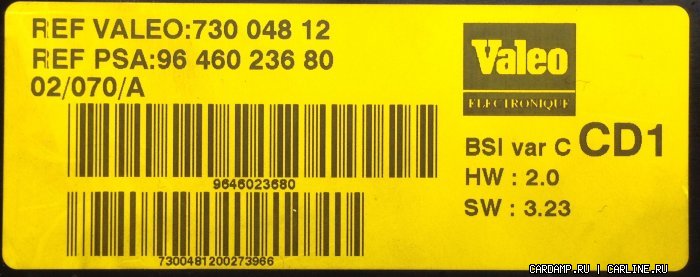 REF VALEO:730 048 12
REF PSA:96 460 236 80
02/070/A
9646023680
7300481200273966
Valeo
ELECTRONIQUE
BSI var C CD1
HW : 2.0
SW : 3.23
CARDAMP.RU | CARLINE.RU